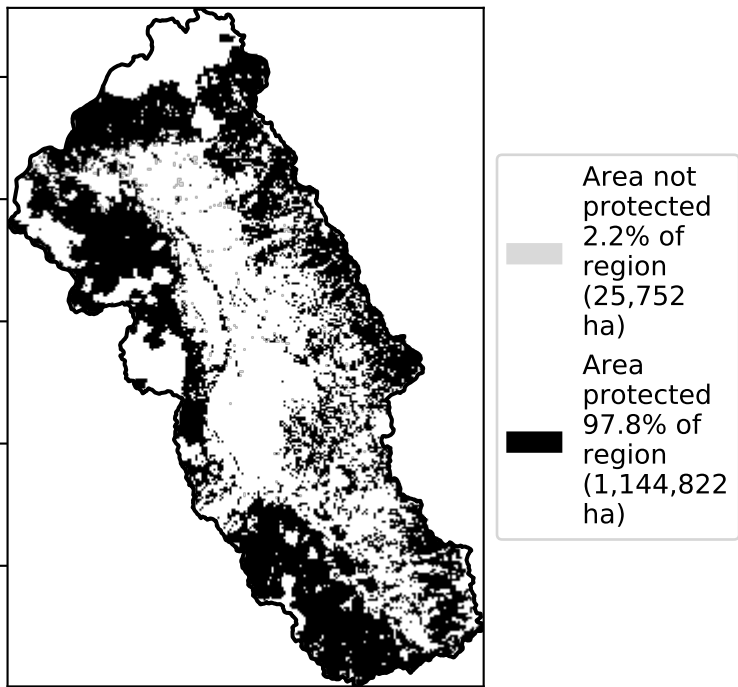 Area not
protected
2.2% of
region
(25,752
ha)
Area
protected
97.8% of
region
(1,144,822
ha)